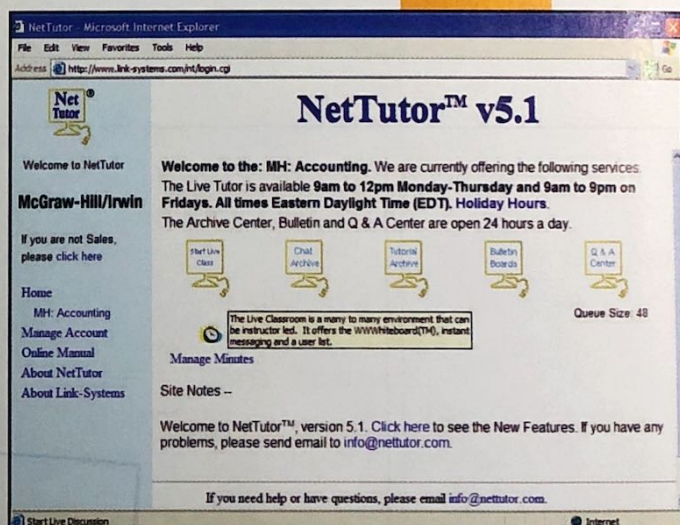 NetTutor - Microsoft Internet Explorer
File Edit View Favorites Tools Help
Address http://www.link-systems.com/nt/login.cgi Go
Net Tutor ®
NetTutor™ v5.1
Welcome to NetTutor
McGraw-Hill/Irwin
If you are not Sales,
please click here
Home
MH: Accounting
Manage Account
Online Manual
About NetTutor
About Link-Systems
Welcome to the: MH: Accounting. We are currently offering the following services.
The Live Tutor is available 9am to 12pm Monday-Thursday and 9am to 9pm on
Fridays. All times Eastern Daylight Time (EDT). Holiday Hours.
The Archive Center, Bulletin and Q & A Center are open 24 hours a day.
Start Live Class
Chat Archive
Tutorial Archive
Bulletin Boards
Q & A Center
Queue Size: 48
The Live Classroom is a many to many environment that can
be instructor led. It offers the WWWhiteboard(TM), instant
messaging and a user list.
Manage Minutes
Site Notes --
Welcome to NetTutor™, version 5.1. Click here to see the New Features. If you have any
problems, please send email to info@nettutor.com.
If you need help or have questions, please email info@nettutor.com.
Start Live Discussion
Internet